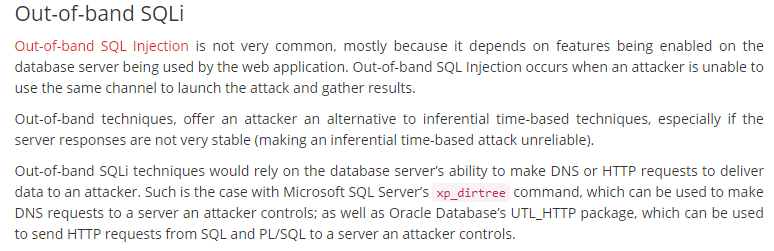 Out-of-band SQLi
Out-of-band SQL Injection is not very common, mostly because it depends on features being enabled on the
database server being used by the web application. Out-of-band SQL Injection occurs when an attacker is unable to
use the same channel to launch the attack and gather results.
Out-of-band techniques, offer an attacker an alternative to inferential time-based techniques, especially if the
server responses are not very stable (making an inferential time-based attack unreliable).
Out-of-band SQLi techniques would rely on the database server’s ability to make DNS or HTTP requests to deliver
data to an attacker. Such is the case with Microsoft SQL Server’s xp_dirtree command, which can be used to make
DNS requests to a server an attacker controls; as well as Oracle Database’s UTL_HTTP package, which can be used
to send HTTP requests from SQL and PL/SQL to a server an attacker controls.